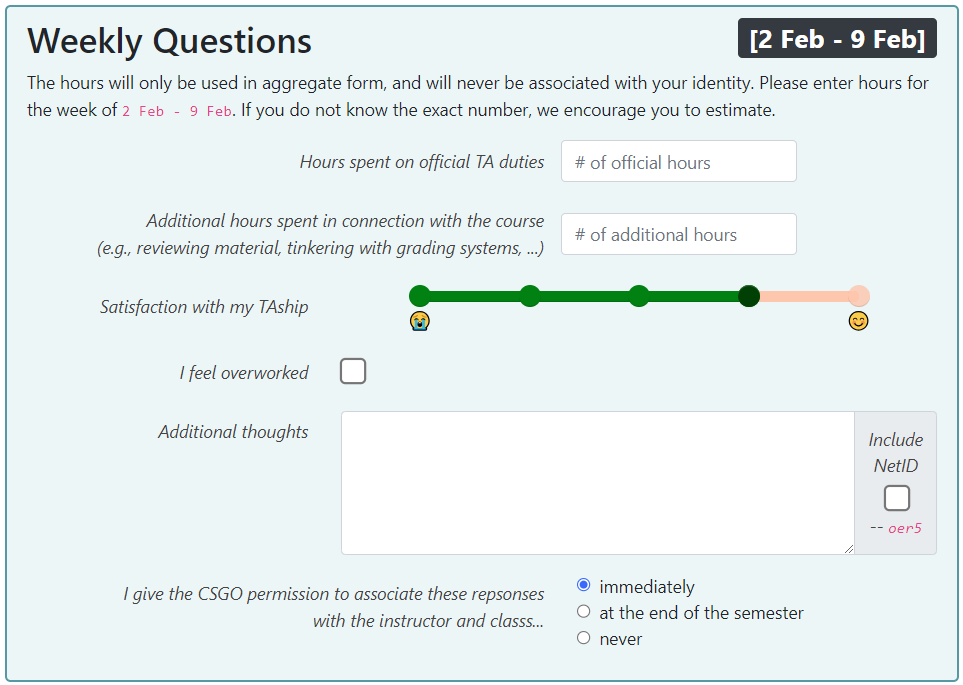 Weekly Questions
[2 Feb - 9 Feb]
The hours will only be used in aggregate form, and will never be associated with your identity. Please enter hours for
the week of 2 Feb - 9 Feb. If you do not know the exact number, we encourage you to estimate.
Hours spent on official TA duties
# of official hours
Additional hours spent in connection with the course
(e.g., reviewing material, tinkering with grading systems, ...)
# of additional hours
Satisfaction with my TAship
I feel overworked
Additional thoughts
Include
NetID
-- oer5
I give the CSGO permission to associate these repsonses
with the instructor and classs...
immediately
at the end of the semester
never